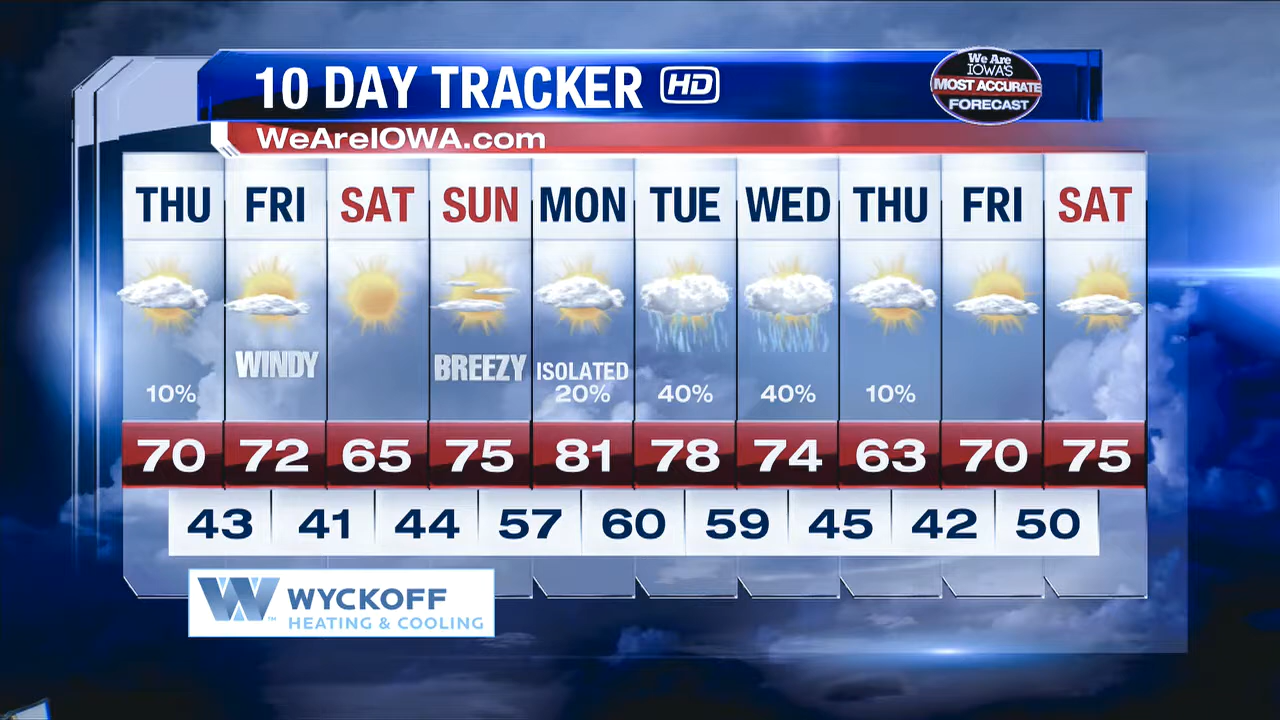 10 DAY TRACKER HD
We Are
IOWA'S
MOST ACCURATE
FORECAST
WeAreIOWA.com
THU FRI SAT SUN MON TUE WED THU FRI SAT
WINDY BREEZY ISOLATED
10% 20% 40% 40% 10%
70 72 65 75 81 78 74 63 70 75
43 41 44 57 60 59 45 42 50
W™ WYCKOFF
HEATING & COOLING